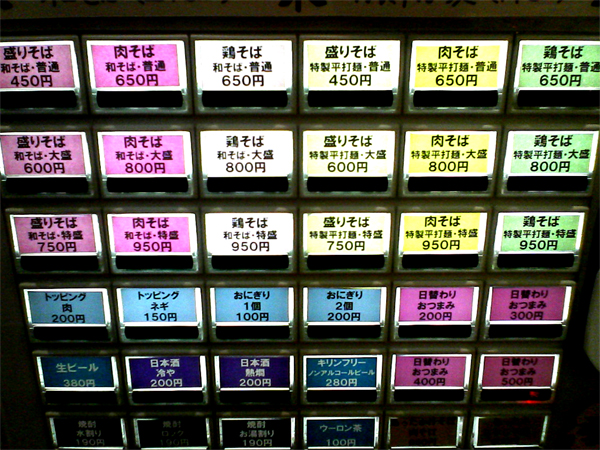 盛りそば
和そば・普通
450円
肉そば
和そば・普通
650円
鶏そば
和そば・普通
650円
盛りそば
特製平打麺・普通
450円
肉そば
特製平打麺・普通
650円
鶏そば
特製平打麺・普通
650円
盛りそば
和そば・大盛
600円
肉そば
和そば・大盛
800円
鶏そば
和そば・大盛
800円
盛りそば
特製平打麺・大盛
600円
肉そば
特製平打麺・大盛
800円
鶏そば
特製平打麺・大盛
800円
盛りそば
和そば・特盛
750円
肉そば
和そば・特盛
950円
鶏そば
和そば・特盛
950円
盛りそば
特製平打麺・特盛
750円
肉そば
特製平打麺・特盛
950円
鶏そば
特製平打麺・特盛
950円
トッピング
肉
200円
トッピング
ネギ
150円
おにぎり
1個
100円
おにぎり
2個
200円
日替わり
おつまみ
200円
日替わり
おつまみ
300円
生ビール
380円
日本酒
冷や
200円
日本酒
熱燗
200円
キリンフリー
ノンアルコールビール
280円
日替わり
おつまみ
400円
日替わり
おつまみ
500円
焼酎
水割り
190円
焼酎
ロック
190円
焼酎
お湯割り
190円
ウーロン茶
100円